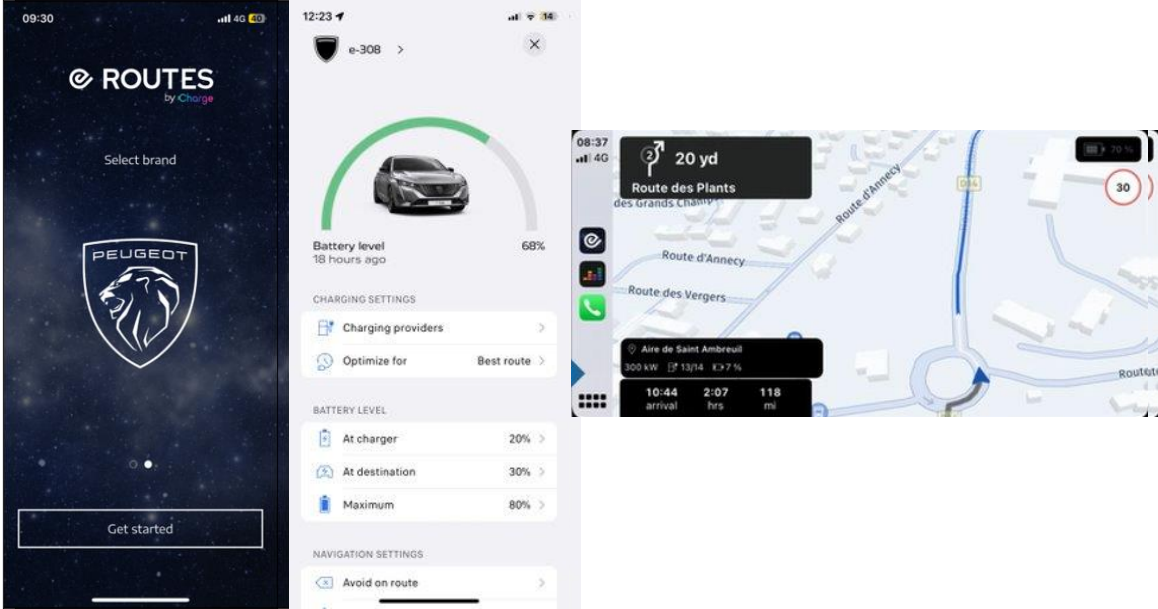 09:30
4G 40
ROUTES
by Charge
Select brand
PEUGEOT
Get started
12:23
14
e-308 >
Battery level 68%
18 hours ago
CHARGING SETTINGS
Charging providers
Optimize for Best route
BATTERY LEVEL
At charger 20%
At destination 30%
Maximum 80%
NAVIGATION SETTINGS
Avoid on route
08:37
4G
2
20 yd
Route des Plants
70 %
30
D16
des Grands Champs
Route d'Annecy
Route d'Annecy
Route des Vergers
Aire de Saint Ambreuil
300 kW 13/14 7 %
10:44 2:07 118
arrival hrs mi